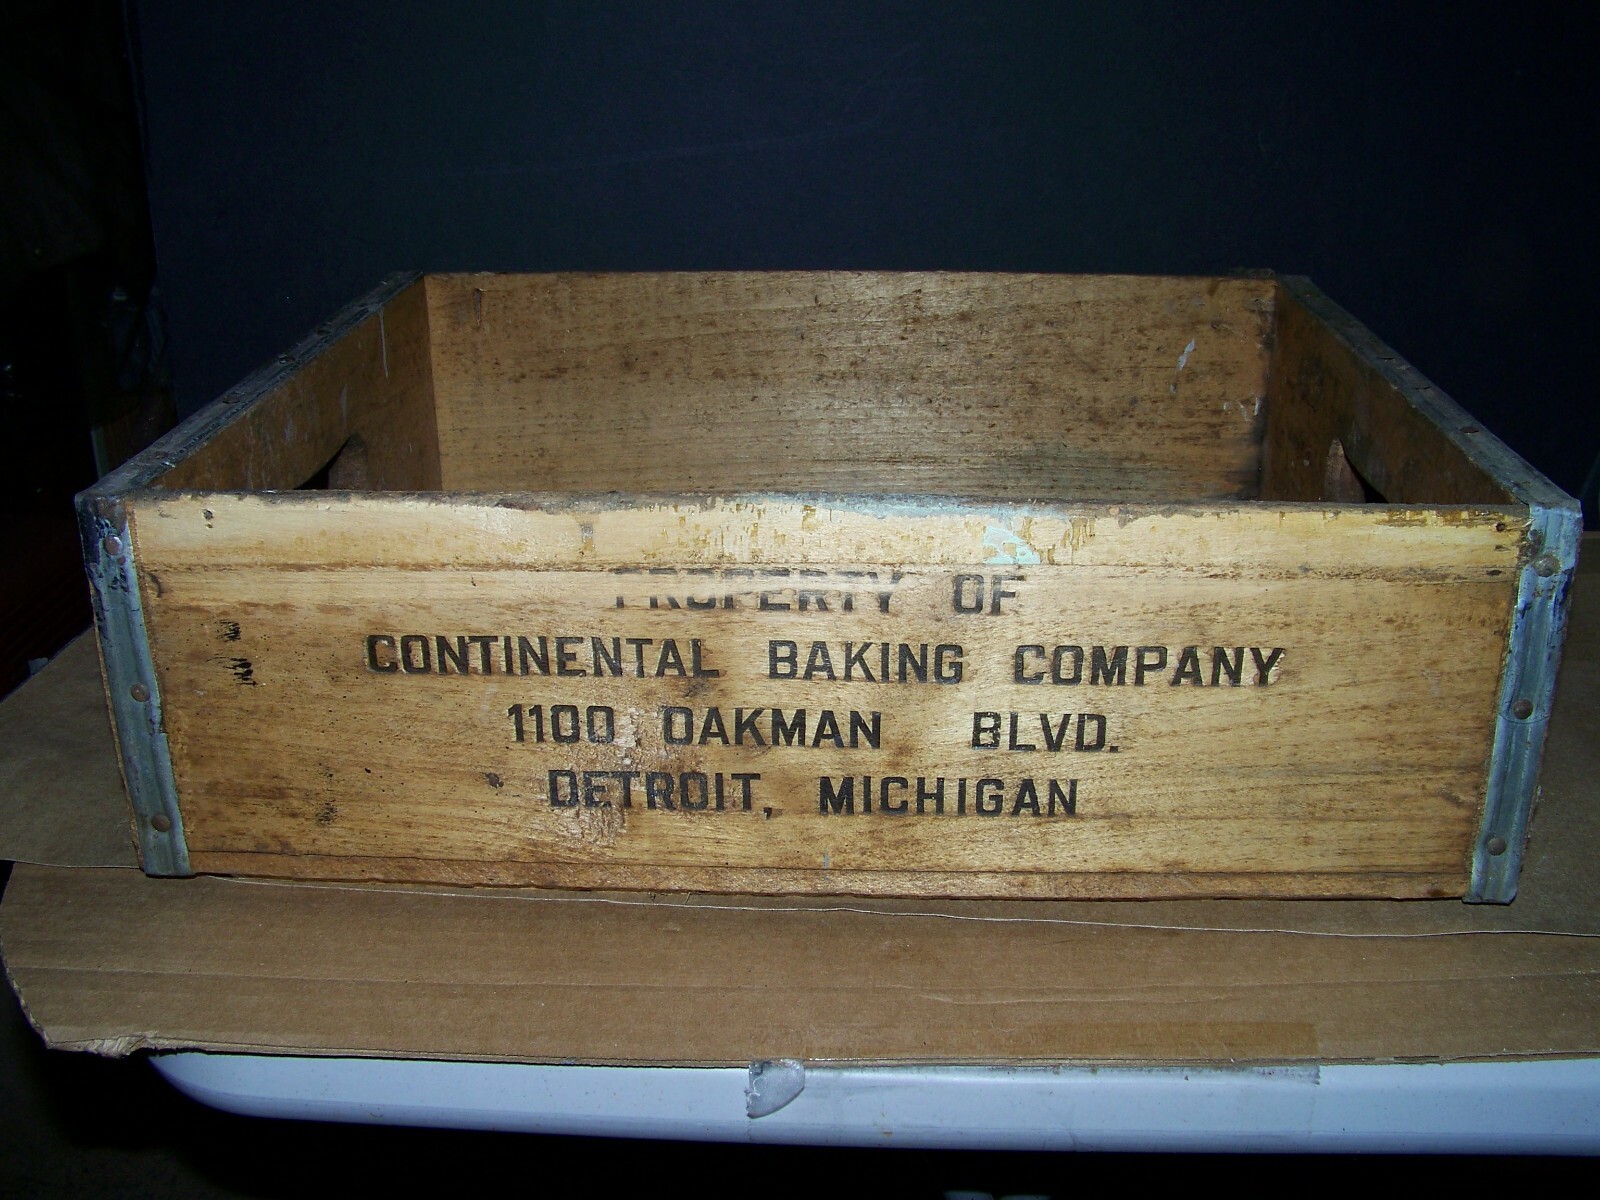 PROPERTY OF
CONTINENTAL BAKING COMPANY
1100 OAKMAN BLVD.
DETROIT, MICHIGAN